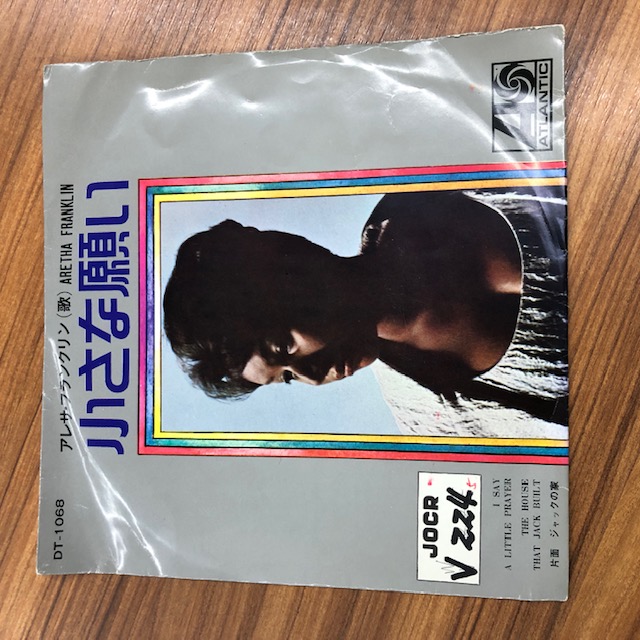 DT-1068
アレサ・フランクリン（歌）ARETHA FRANKLIN
小さな願い
ATLANTIC
JOCR
V 224
5
I SAY
A LITTLE PRAYER
THE HOUSE
THAT JACK BUILT
片面 ジャックの家